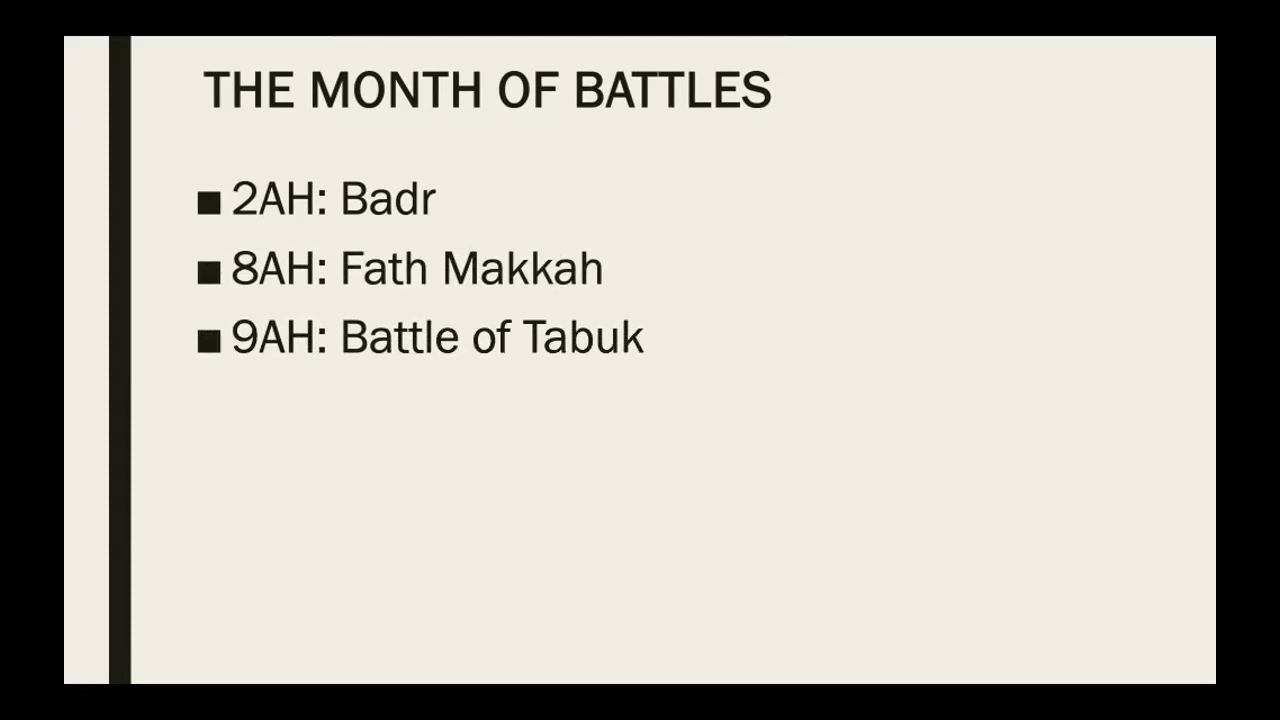 THE MONTH OF BATTLES
■ 2AH: Badr
■ 8AH: Fath Makkah
■ 9AH: Battle of Tabuk